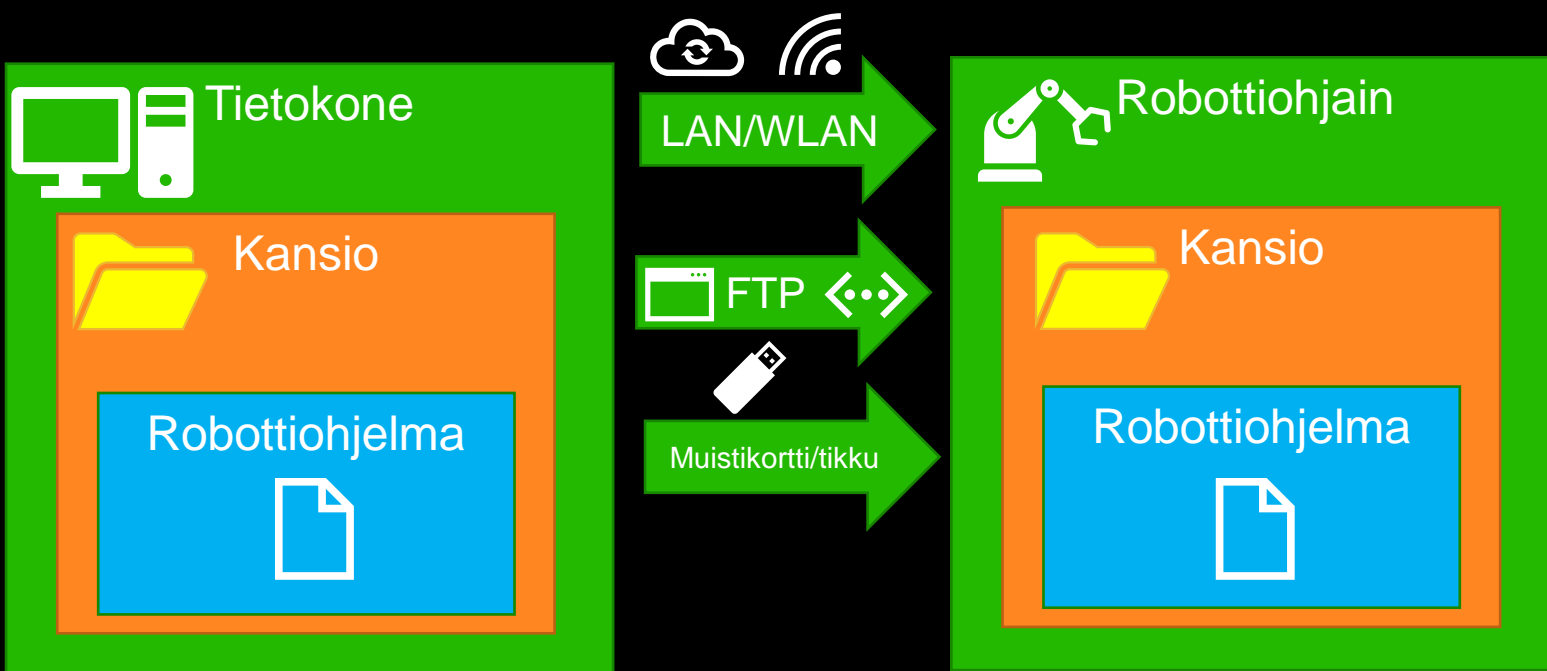 Tietokone
Kansio
Robottiohjelma
LAN/WLAN
FTP
Muistikortti/tikku
Robottiohjain
Kansio
Robottiohjelma